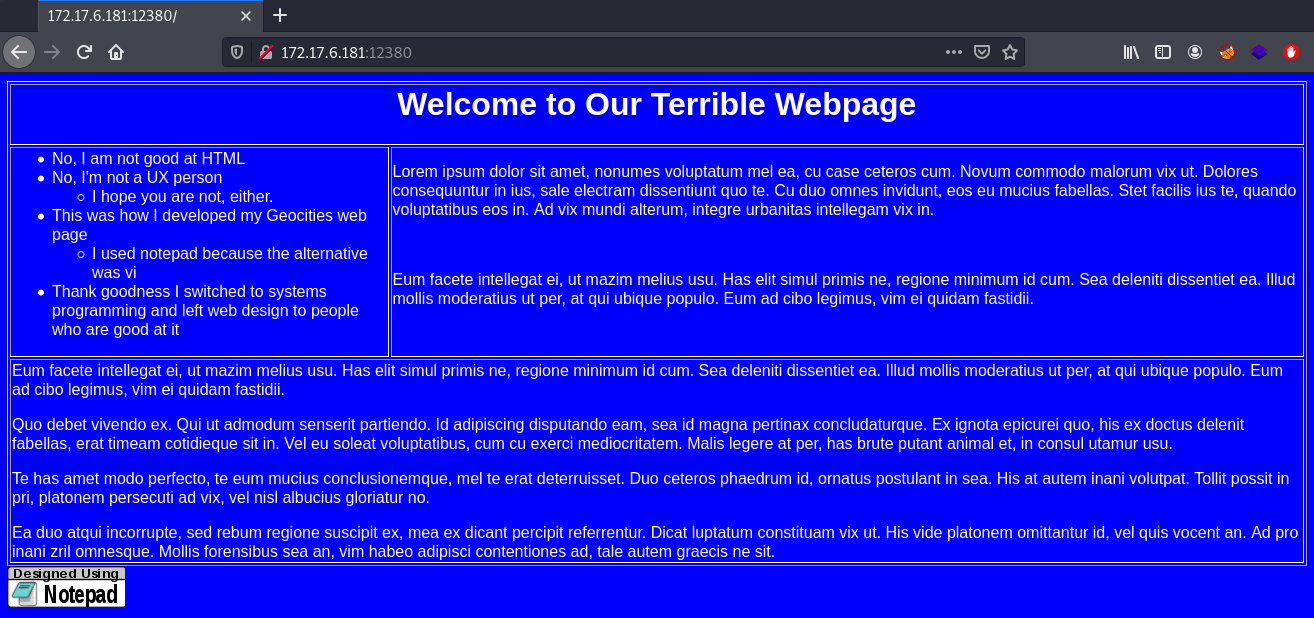 172.17.6.181:12380/
172.17.6.181:12380
Welcome to Our Terrible Webpage
No, I am not good at HTML
No, I'm not a UX person
I hope you are not, either.
This was how I developed my Geocities web
page
I used notepad because the alternative
was vi
Thank goodness I switched to systems
programming and left web design to people
who are good at it
Lorem ipsum dolor sit amet, nonumes voluptatum mel ea, cu case ceteros cum. Novum commodo malorum vix ut. Dolores
consequuntur in ius, sale electram dissentiunt quo te. Cu duo omnes invidunt, eos eu mucius fabellas. Stet facilis ius te, quando
voluptatibus eos in. Ad vix mundi alterum, integre urbanitas intellegam vix in.
Eum facete intellegat ei, ut mazim melius usu. Has elit simul primis ne, regione minimum id cum. Sea deleniti dissentiet ea. Illud
mollis moderatius ut per, at qui ubique populo. Eum ad cibo legimus, vim ei quidam fastidii.
Eum facete intellegat ei, ut mazim melius usu. Has elit simul primis ne, regione minimum id cum. Sea deleniti dissentiet ea. Illud mollis moderatius ut per, at qui ubique populo. Eum
ad cibo legimus, vim ei quidam fastidii.
Quo debet vivendo ex. Qui ut admodum senserit partiendo. Id adipiscing disputando eam, sea id magna pertinax concludaturque. Ex ignota epicurei quo, his ex doctus delenit
fabellas, erat timeam cotidieque sit in. Vel eu soleat voluptatibus, cum cu exerci mediocritatem. Malis legere at per, has brute putant animal et, in consul utamur usu.
Te has amet modo perfecto, te eum mucius conclusionemque, mel te erat deterruisset. Duo ceteros phaedrum id, ornatus postulant in sea. His at autem inani volutpat. Tollit possit in
pri, platonem persecuti ad vix, vel nisl albucius gloriatur no.
Ea duo atqui incorrupte, sed rebum regione suscipit ex, mea ex dicant percipit referrentur. Dicat luptatum constituam vix ut. His vide platonem omittantur id, vel quis vocent an. Ad pro
inani zril omnesque. Mollis forensibus sea an, vim habeo adipisci contentiones ad, tale autem graecis ne sit.
Designed Using
Notepad